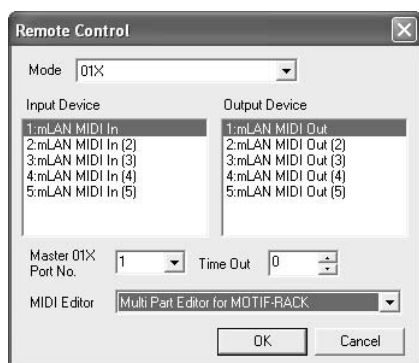 Remote Control
Mode 01X
Input Device Output Device
1:mLAN MIDI In 1:mLAN MIDI Out
2:mLAN MIDI In (2) 2:mLAN MIDI Out (2)
3:mLAN MIDI In (3) 3:mLAN MIDI Out (3)
4:mLAN MIDI In (4) 4:mLAN MIDI Out (4)
5:mLAN MIDI In (5) 5:mLAN MIDI Out (5)
Master 01X
Port No. 1 Time Out 0
MIDI Editor Multi Part Editor for MOTIF-RACK
OK Cancel